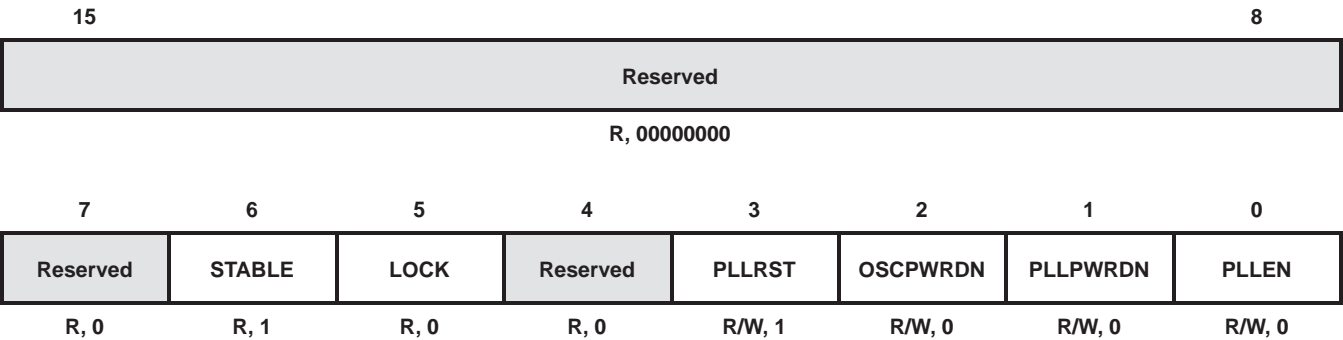 15 8
Reserved
R, 00000000
7 6 5 4 3 2 1 0
Reserved STABLE LOCK Reserved PLLRST OSCPWRDN PLLPWRDN PLLEN
R, 0 R, 1 R, 0 R, 0 R/W, 1 R/W, 0 R/W, 0 R/W, 0